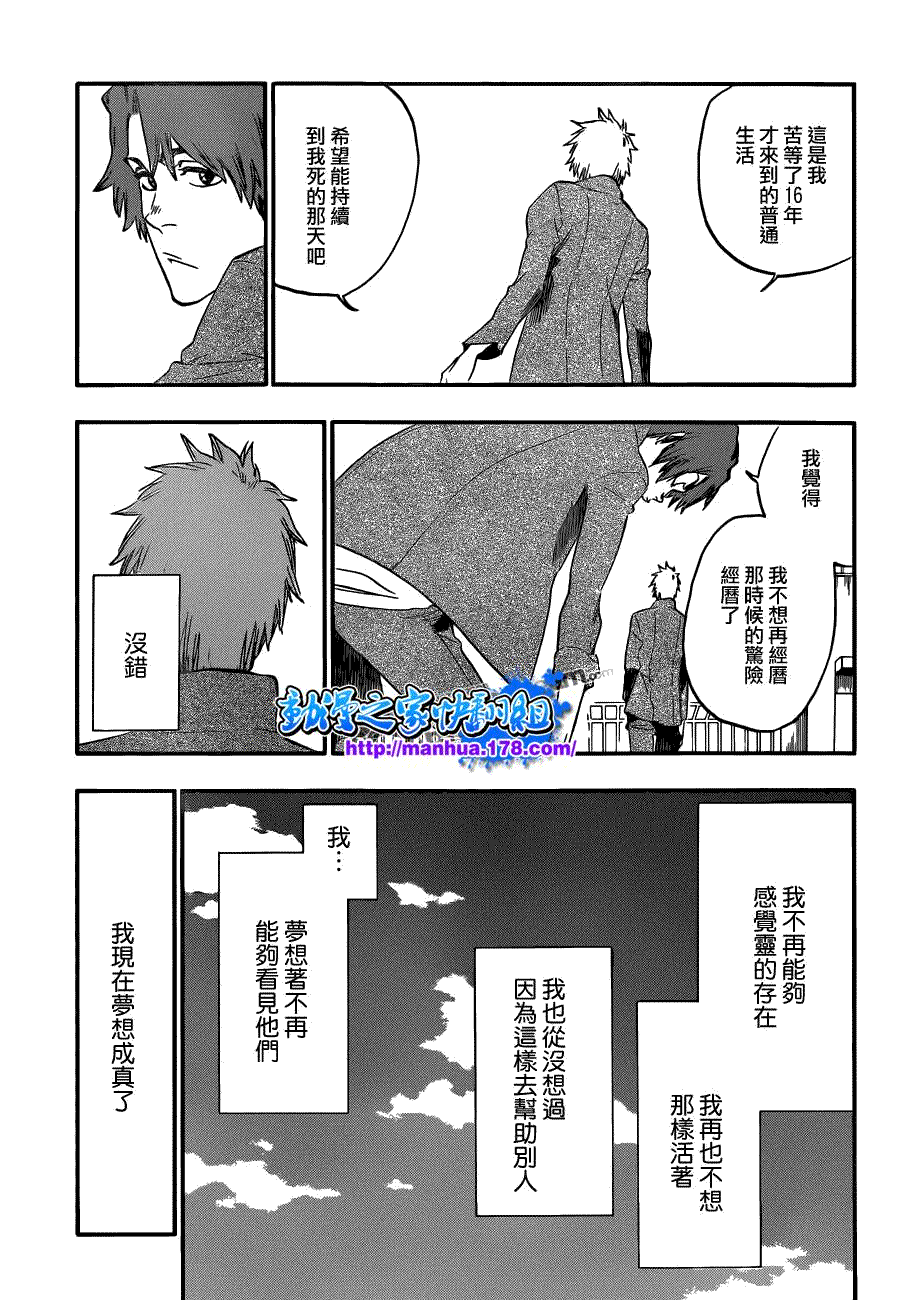 這是我
苦等了16年
才來到的普通
生活
希望能持續
到我死的那天吧
我覺得
我不想再經曆
那時候的驚險
經曆了
沒錯
動漫之家快翻組
http://manhua.178.com/
我不再能夠
感覺靈的存在
我再也不想
那樣活著
我也從沒想過
因為這樣去幫助別人
我…
夢想著不再
能夠看見他們
我現在夢想成真了